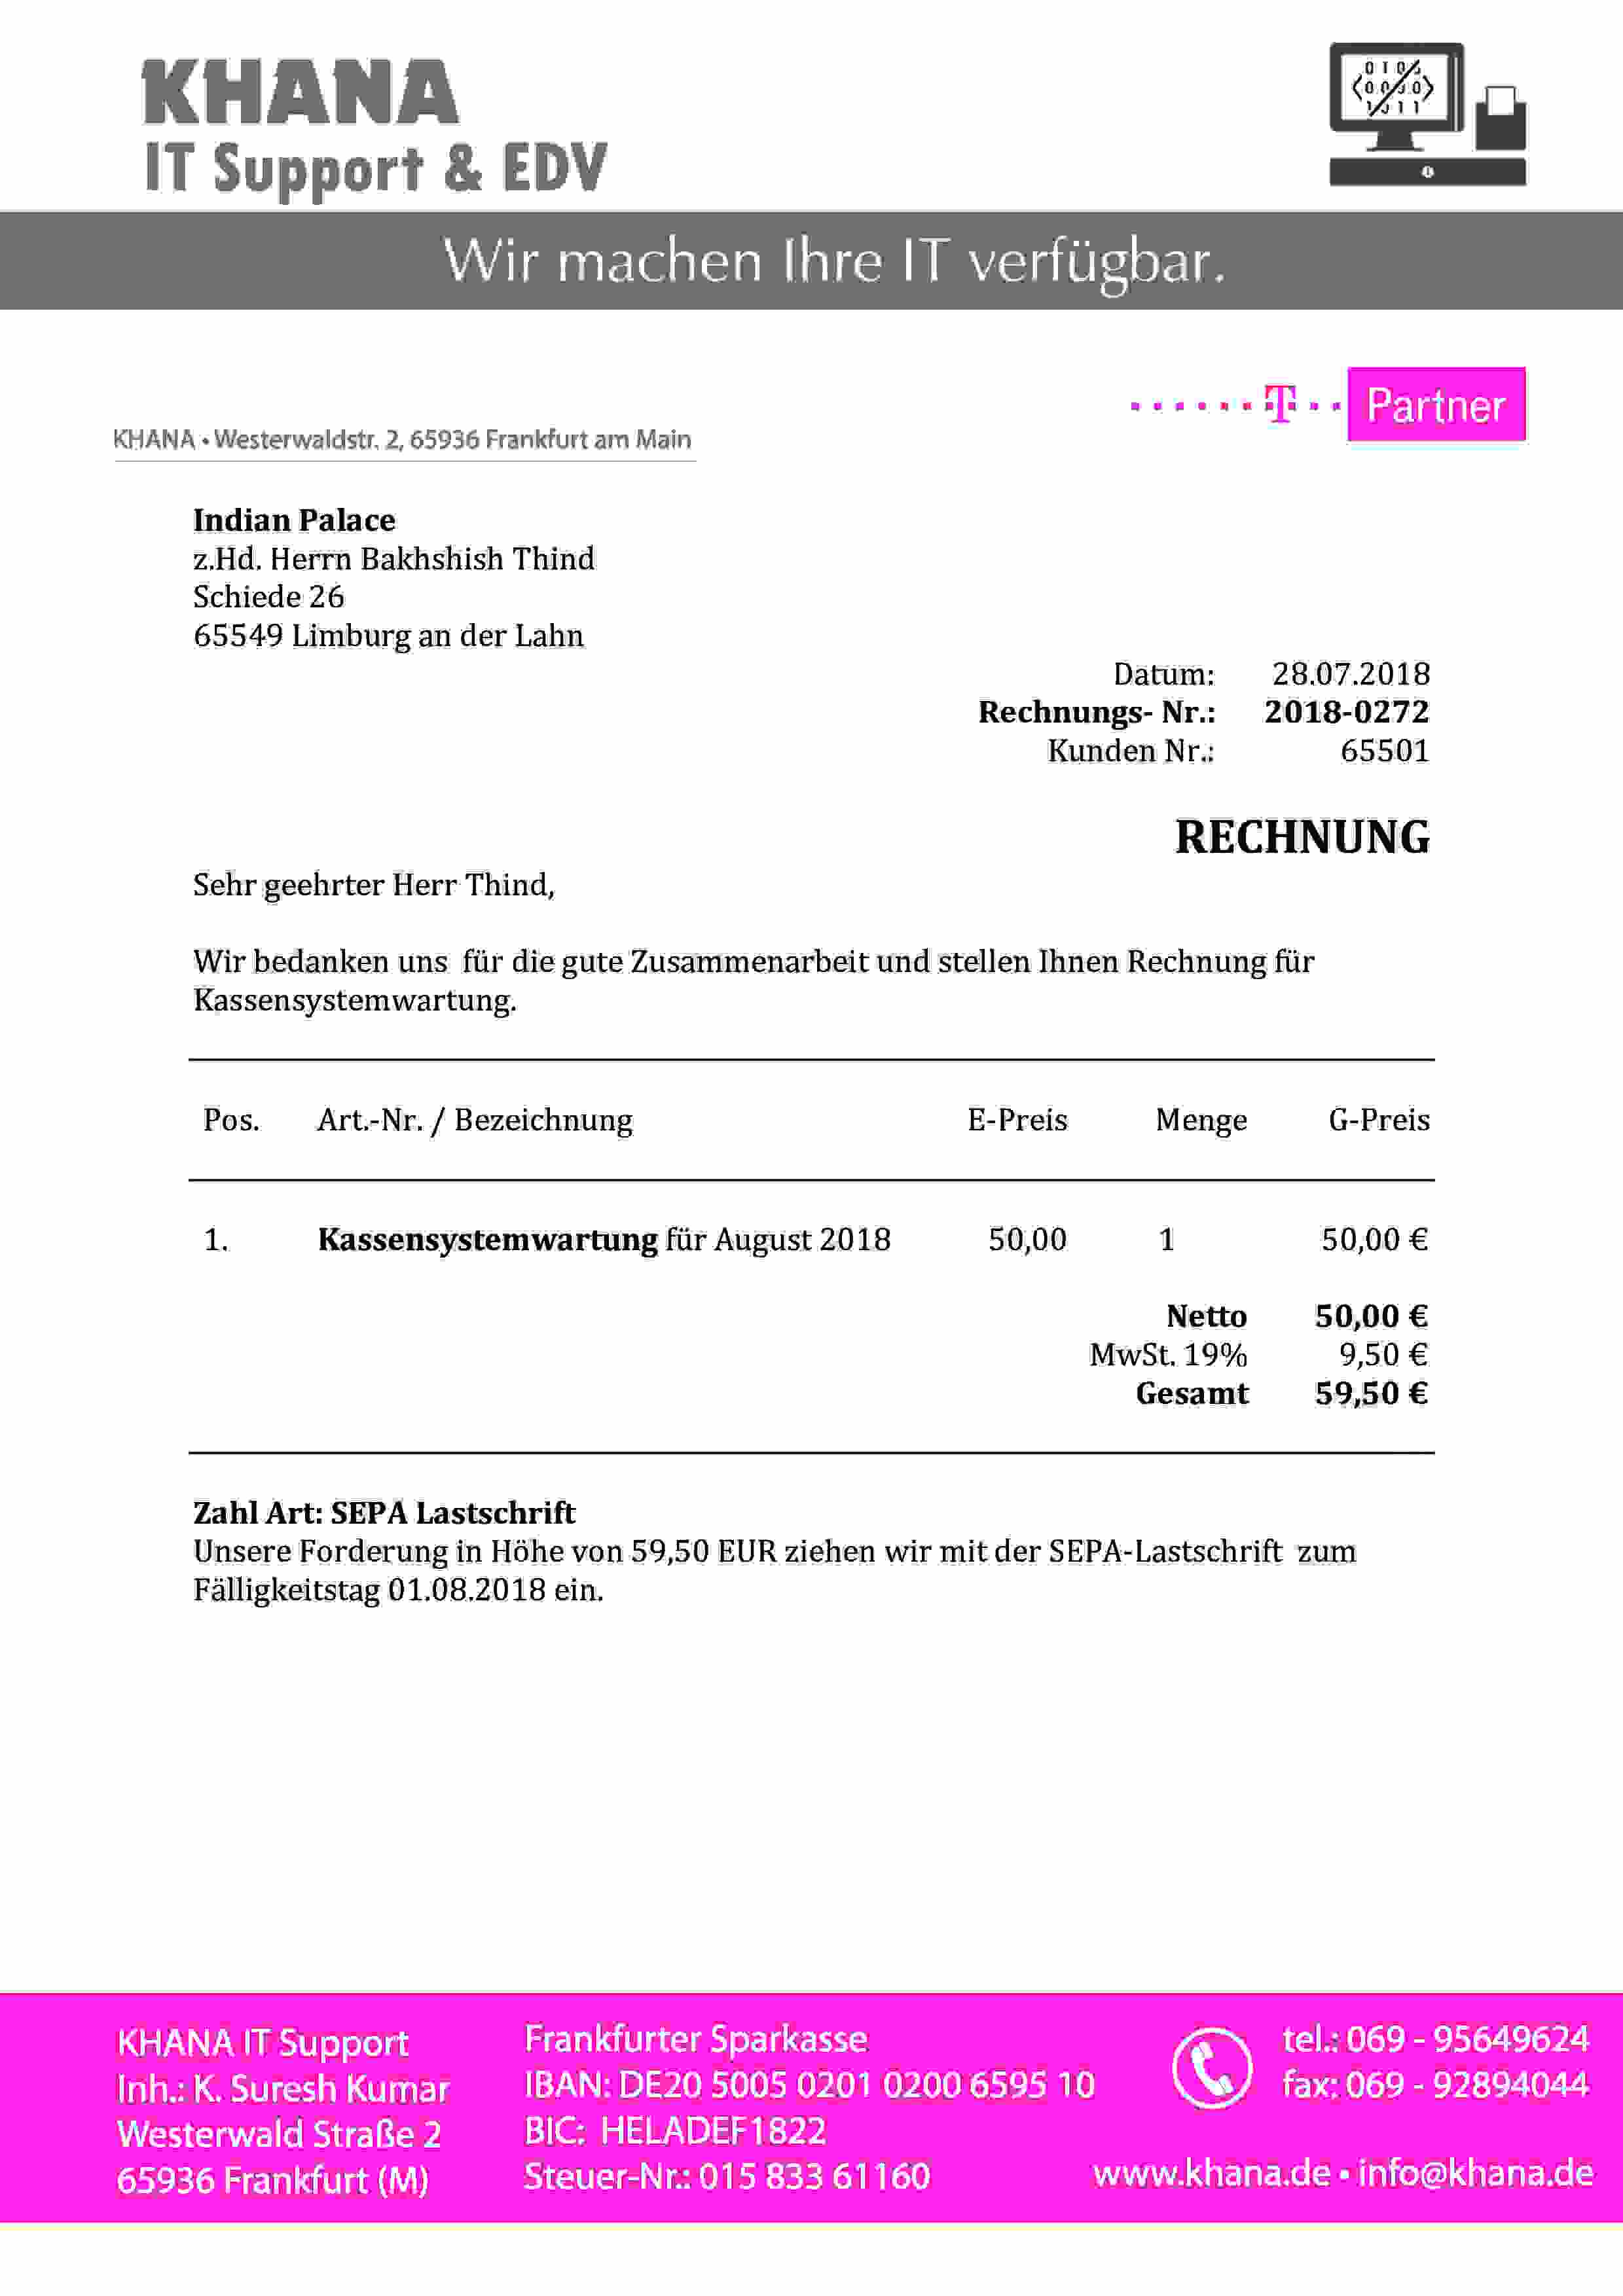 KHANA
IT Support & EDV
Wir machen Ihre IT verfügbar.
T Partner
KHANA • Westerwaldstr. 2, 65936 Frankfurt am Main
Indian Palace
z.Hd. Herrn Bakhshish Thind
Schiede 26
65549 Limburg an der Lahn
Datum: 28.07.2018
Rechnungs- Nr.: 2018-0272
Kunden Nr.: 65501
RECHNUNG
Sehr geehrter Herr Thind,
Wir bedanken uns für die gute Zusammenarbeit und stellen Ihnen Rechnung für
Kassensystemwartung.
Pos. Art.-Nr. / Bezeichnung E-Preis Menge G-Preis
1. Kassensystemwartung für August 2018 50,00 1 50,00 €
Netto 50,00 €
MwSt. 19% 9,50 €
Gesamt 59,50 €
Zahl Art: SEPA Lastschrift
Unsere Forderung in Höhe von 59,50 EUR ziehen wir mit der SEPA-Lastschrift zum
Fälligkeitstag 01.08.2018 ein.
KHANA IT Support
Inh.: K. Suresh Kumar
Westerwald Straße 2
65936 Frankfurt (M)
Frankfurter Sparkasse
IBAN: DE20 5005 0201 0200 6595 10
BIC: HELADEF1822
Steuer-Nr.: 015 833 61160
tel.: 069 - 95649624
fax: 069 - 92894044
www.khana.de • info@khana.de